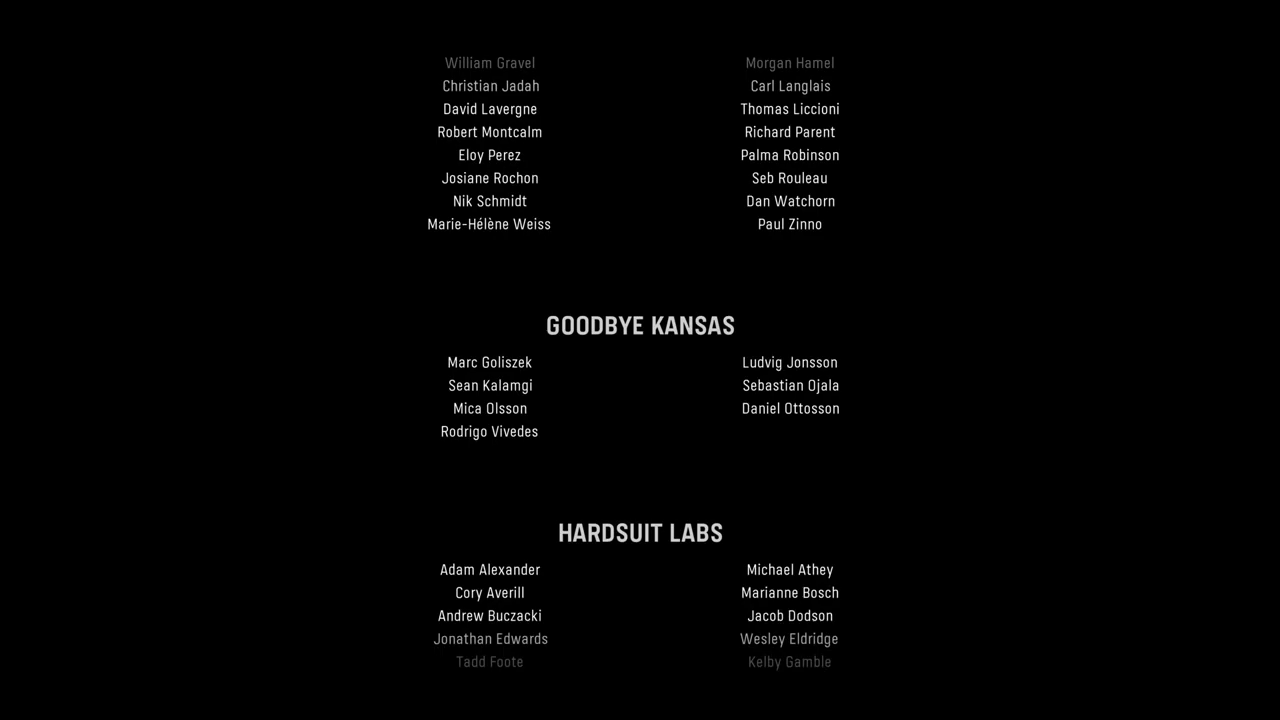 William Gravel Morgan Hamel
Christian Jadah Carl Langlais
David Lavergne Thomas Liccioni
Robert Montcalm Richard Parent
Eloy Perez Palma Robinson
Josiane Rochon Seb Rouleau
Nik Schmidt Dan Watchorn
Marie-Hélène Weiss Paul Zinno
GOODBYE KANSAS
Marc Goliszek Ludvig Jonsson
Sean Kalamgi Sebastian Ojala
Mica Olsson Daniel Ottosson
Rodrigo Vivedes
HARDSUIT LABS
Adam Alexander Michael Athey
Cory Averill Marianne Bosch
Andrew Buczacki Jacob Dodson
Jonathan Edwards Wesley Eldridge
Tadd Foote Kelby Gamble